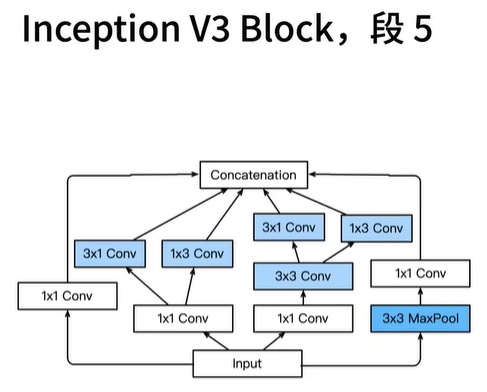 Inception V3 Block，段 5
Concatenation
3x1 Conv
1x3 Conv
3x1 Conv
1x3 Conv
3x3 Conv
1x1 Conv
1x1 Conv
1x1 Conv
1x1 Conv
3x3 MaxPool
Input